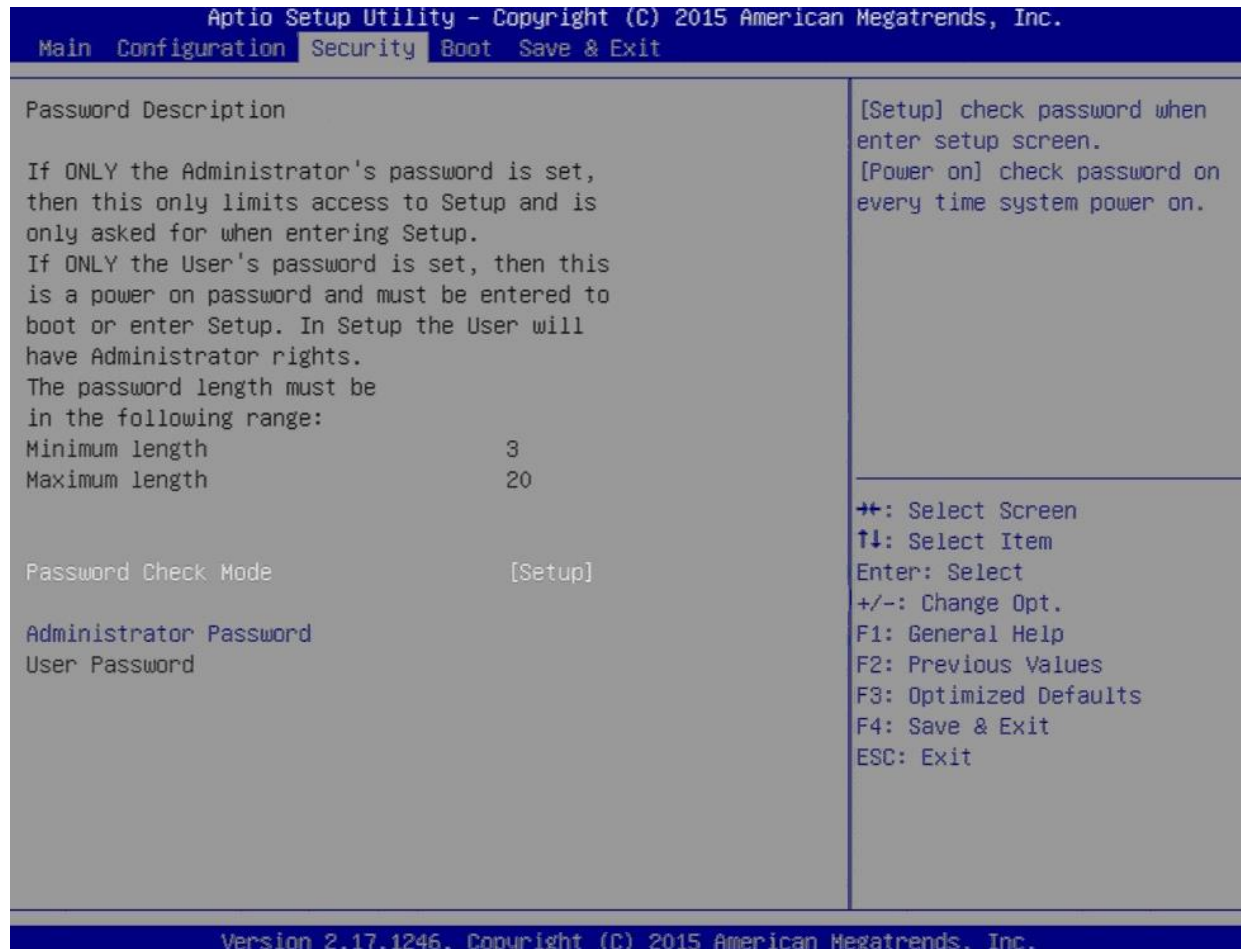 Aptio Setup Utility – Copyright (C) 2015 American Megatrends, Inc.
Main Configuration Security Boot Save & Exit
Password Description
If ONLY the Administrator's password is set,
then this only limits access to Setup and is
only asked for when entering Setup.
If ONLY the User's password is set, then this
is a power on password and must be entered to
boot or enter Setup. In Setup the User will
have Administrator rights.
The password length must be
in the following range:
Minimum length 3
Maximum length 20
Password Check Mode [Setup]
Administrator Password
User Password
[Setup] check password when
enter setup screen.
[Power on] check password on
every time system power on.
→←: Select Screen
↑↓: Select Item
Enter: Select
+/-: Change Opt.
F1: General Help
F2: Previous Values
F3: Optimized Defaults
F4: Save & Exit
ESC: Exit
Version 2.17.1246. Copyright (C) 2015 American Megatrends, Inc.